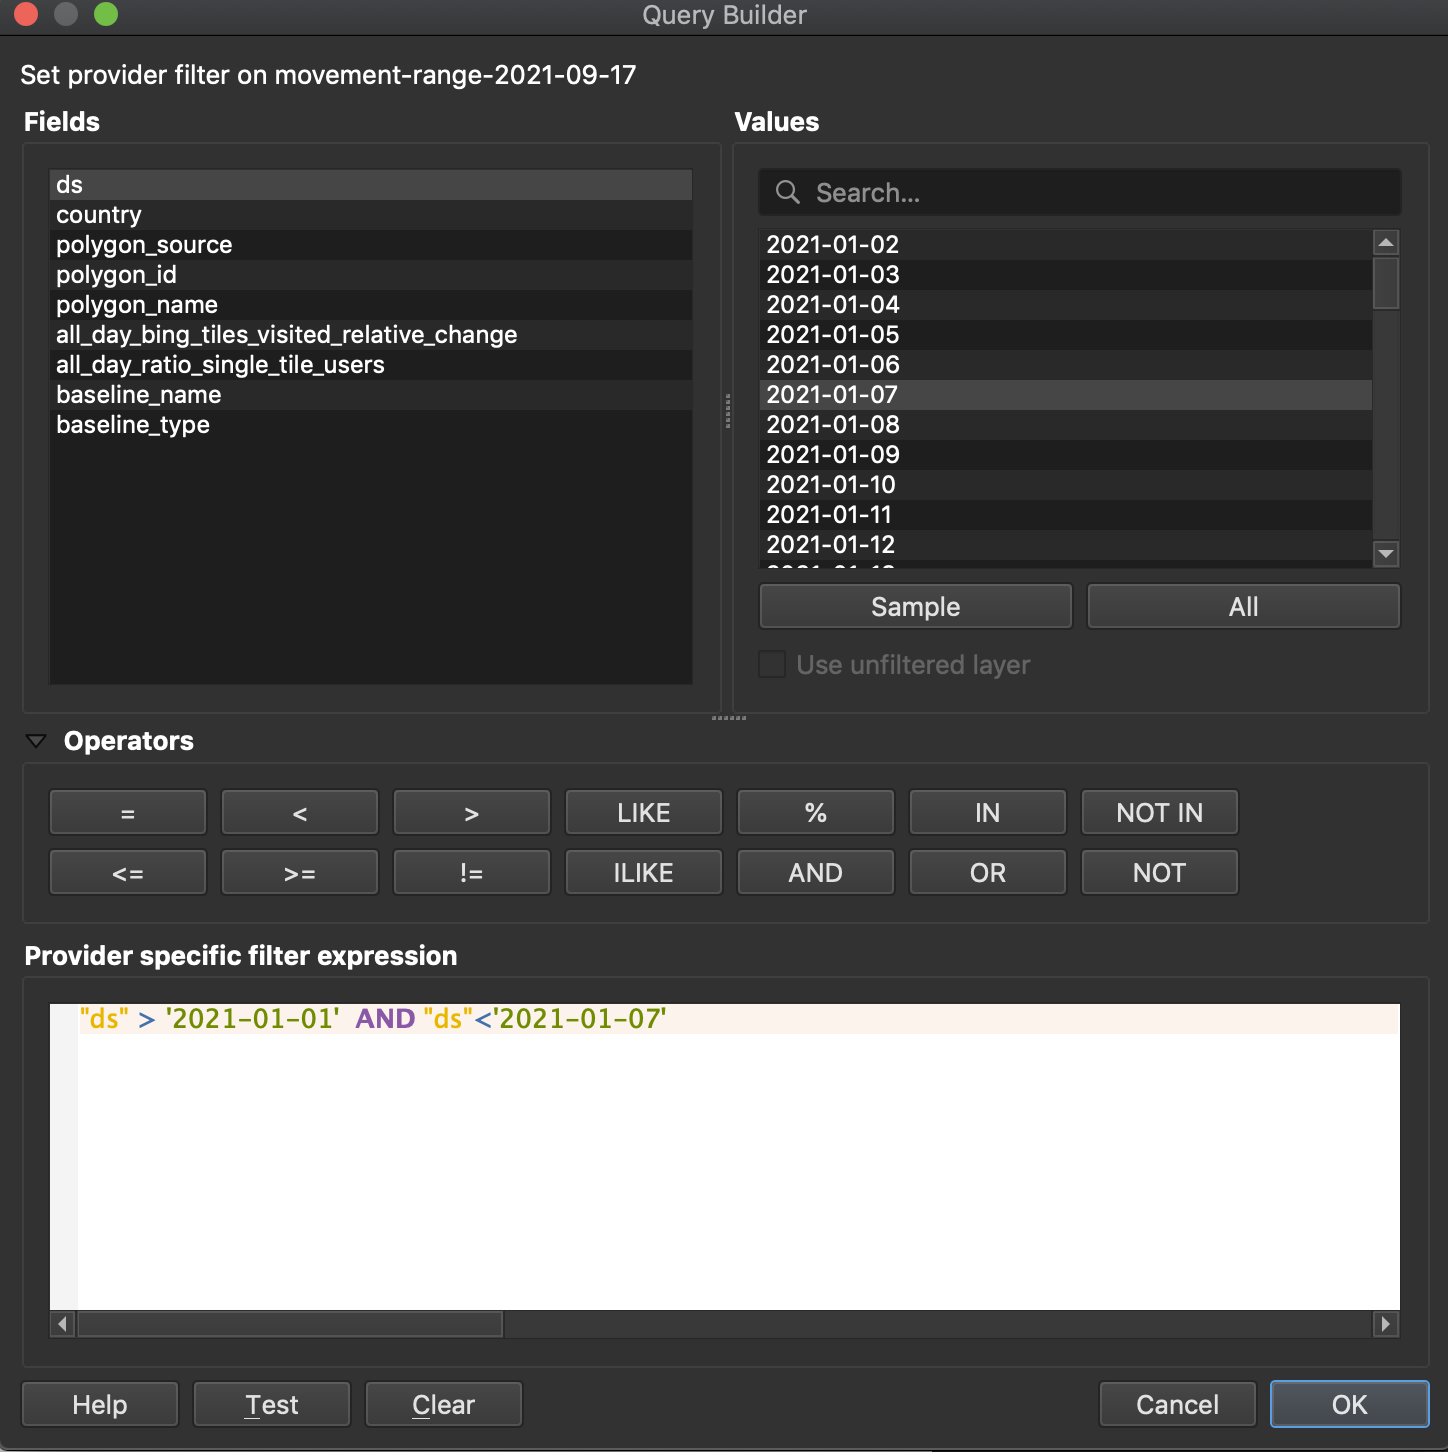 Query Builder
Set provider filter on movement-range-2021-09-17
Fields
ds
country
polygon_source
polygon_id
polygon_name
all_day_bing_tiles_visited_relative_change
all_day_ratio_single_tile_users
baseline_name
baseline_type
Values
Search...
2021-01-02
2021-01-03
2021-01-04
2021-01-05
2021-01-06
2021-01-07
2021-01-08
2021-01-09
2021-01-10
2021-01-11
2021-01-12
Sample All
Use unfiltered layer
Operators
= < > LIKE % IN NOT IN
<= >= != ILIKE AND OR NOT
Provider specific filter expression
"ds" > '2021-01-01' AND "ds"<'2021-01-07'
Help Test Clear Cancel OK